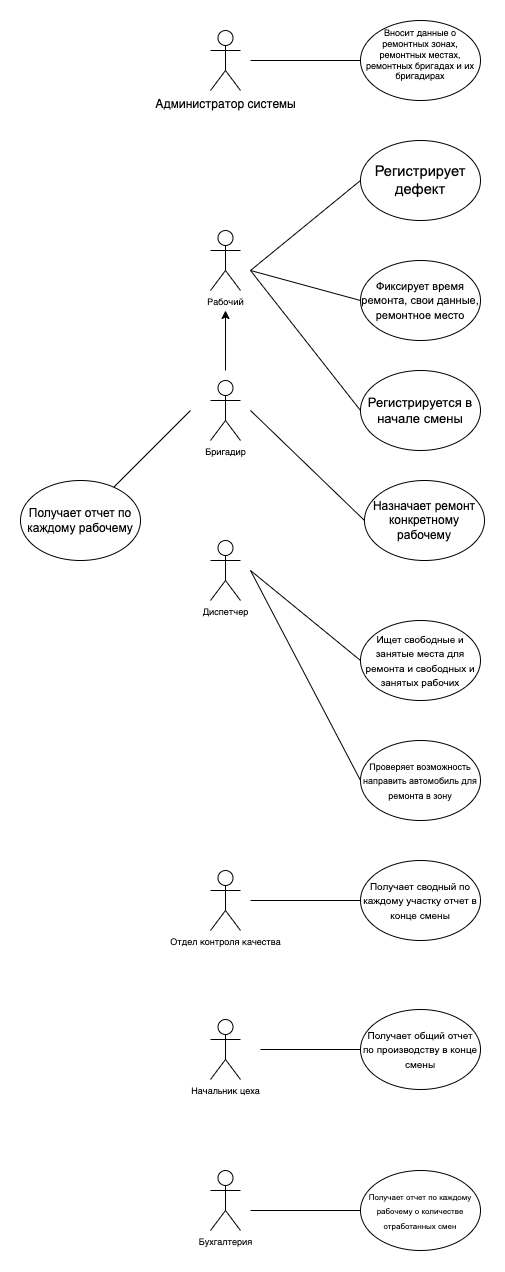 Вносит данные о
ремонтных зонах,
ремонтных местах,
ремонтных бригадах и их
бригадирах
Администратор системы
Регистрирует
дефект
Рабочий
Фиксирует время
ремонта, свои данные,
ремонтное место
Регистрируется в
начале смены
Бригадир
Получает отчет по
каждому рабочему
Назначает ремонт
конкретному
рабочему
Диспетчер
Ищет свободные и
занятые места для
ремонта и свободных и
занятых рабочих
Проверяет возможность
направить автомобиль для
ремонта в зону
Получает сводный по
каждому участку отчет в
конце смены
Отдел контроля качества
Получает общий отчет
по производству в конце
смены
Начальник цеха
Получает отчет по каждому
рабочему о количестве
отработанных смен
Бухгалтерия